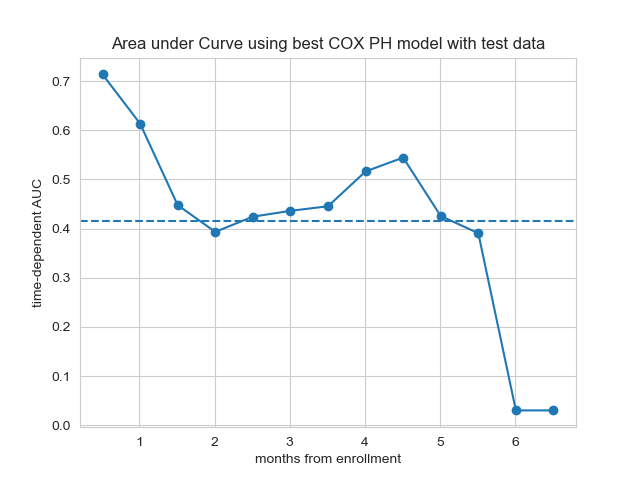 Area under Curve using best COX PH model with test data
time-dependent AUC
0.7
0.6
0.5
0.4
0.3
0.2
0.1
0.0
1 2 3 4 5 6
months from enrollment